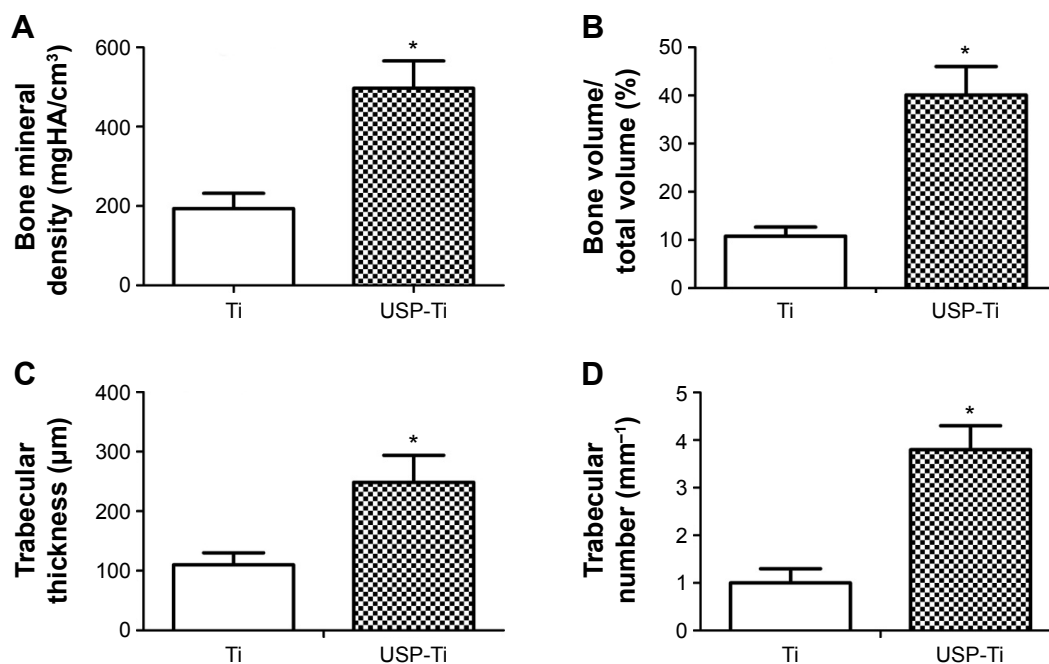 A
Bone mineral
density (mgHA/cm³)
600
400
200
0
*
Ti
USP-Ti
B
Bone volume/
total volume (%)
50
40
30
20
10
0
*
Ti
USP-Ti
C
Trabecular
thickness (µm)
400
300
200
100
0
*
Ti
USP-Ti
D
Trabecular
number (mm⁻¹)
5
4
3
2
1
0
*
Ti
USP-Ti